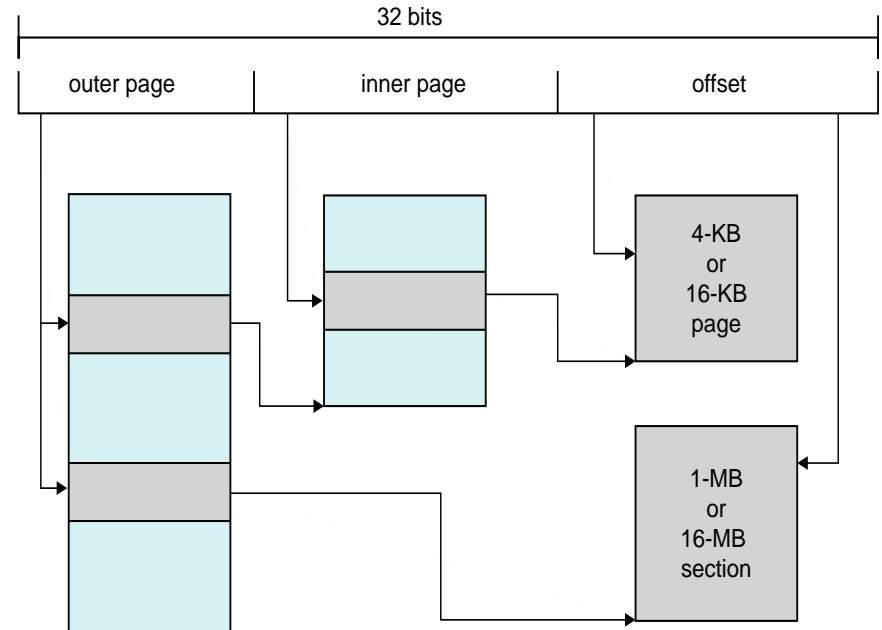 32 bits
outer page
inner page
offset
4-KB
or
16-KB
page
1-MB
or
16-MB
section